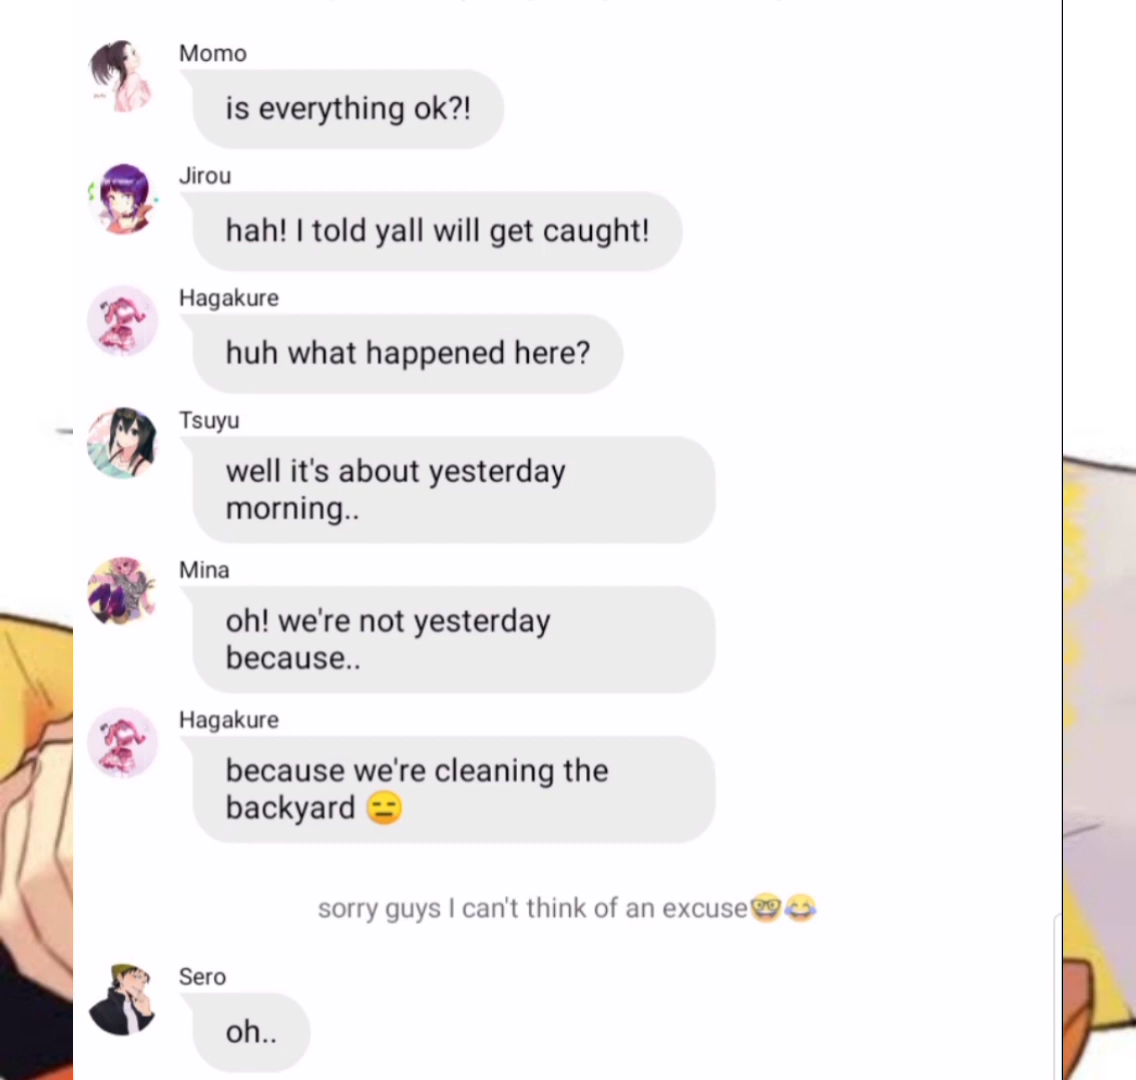 Momo
is everything ok?!
Jirou
hah! I told yall will get caught!
Hagakure
huh what happened here?
Tsuyu
well it's about yesterday
morning..
Mina
oh! we're not yesterday
because..
Hagakure
because we're cleaning the
backyard 😑
sorry guys I can't think of an excuse🤓😂
Sero
oh..